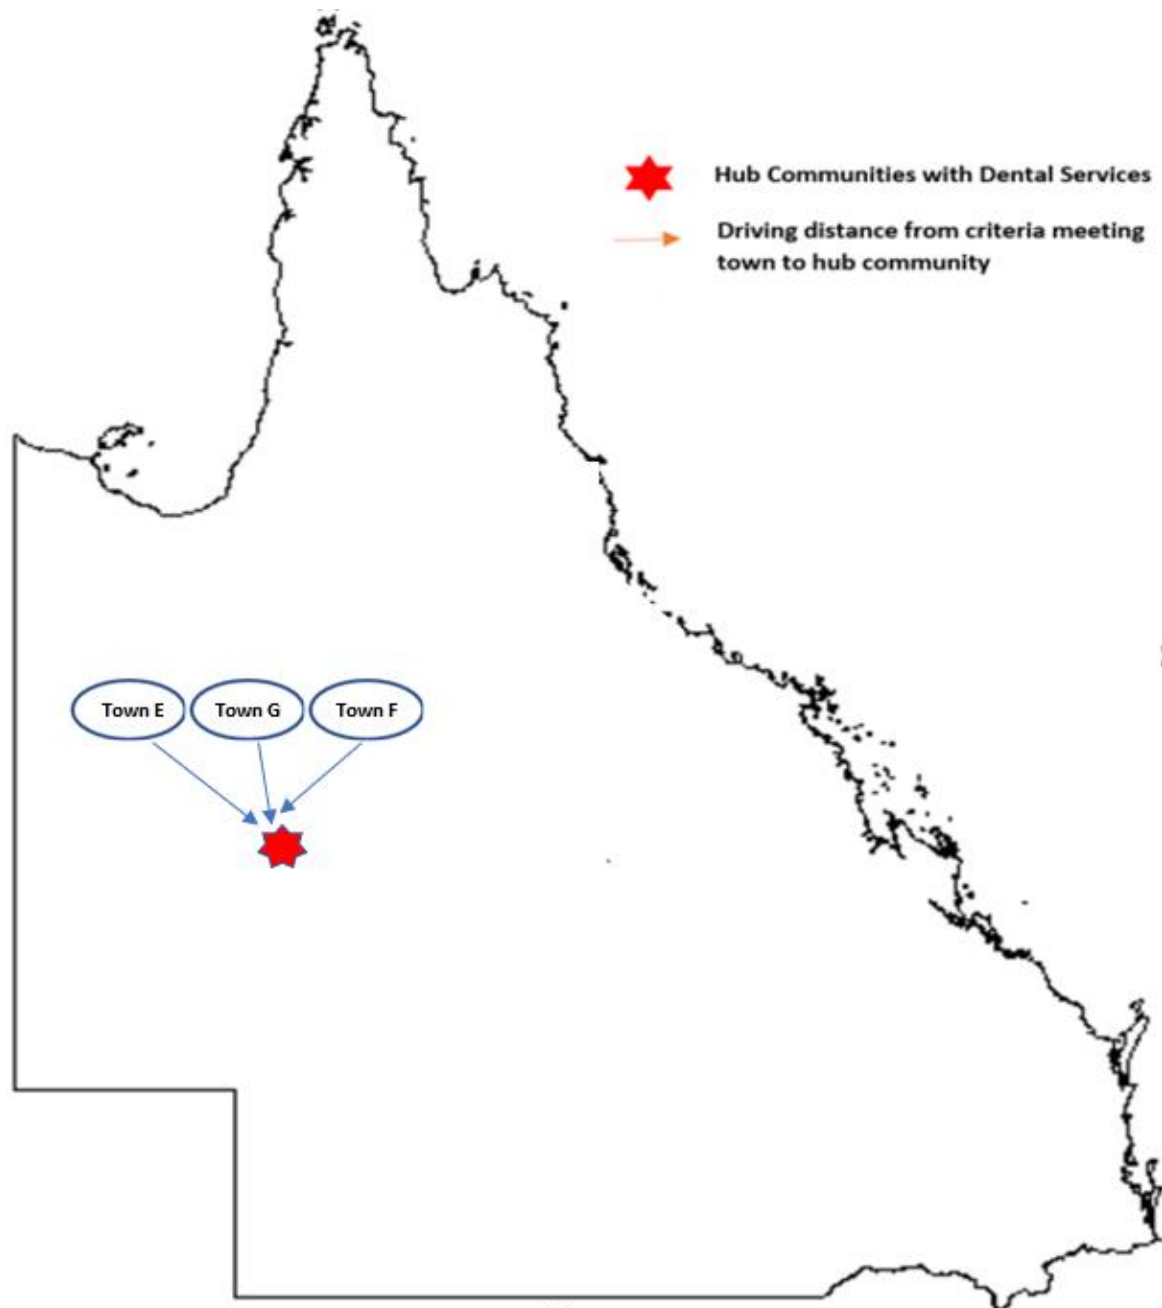 Hub Communities with Dental Services
Driving distance from criteria meeting
town to hub community
Town E
Town G
Town F